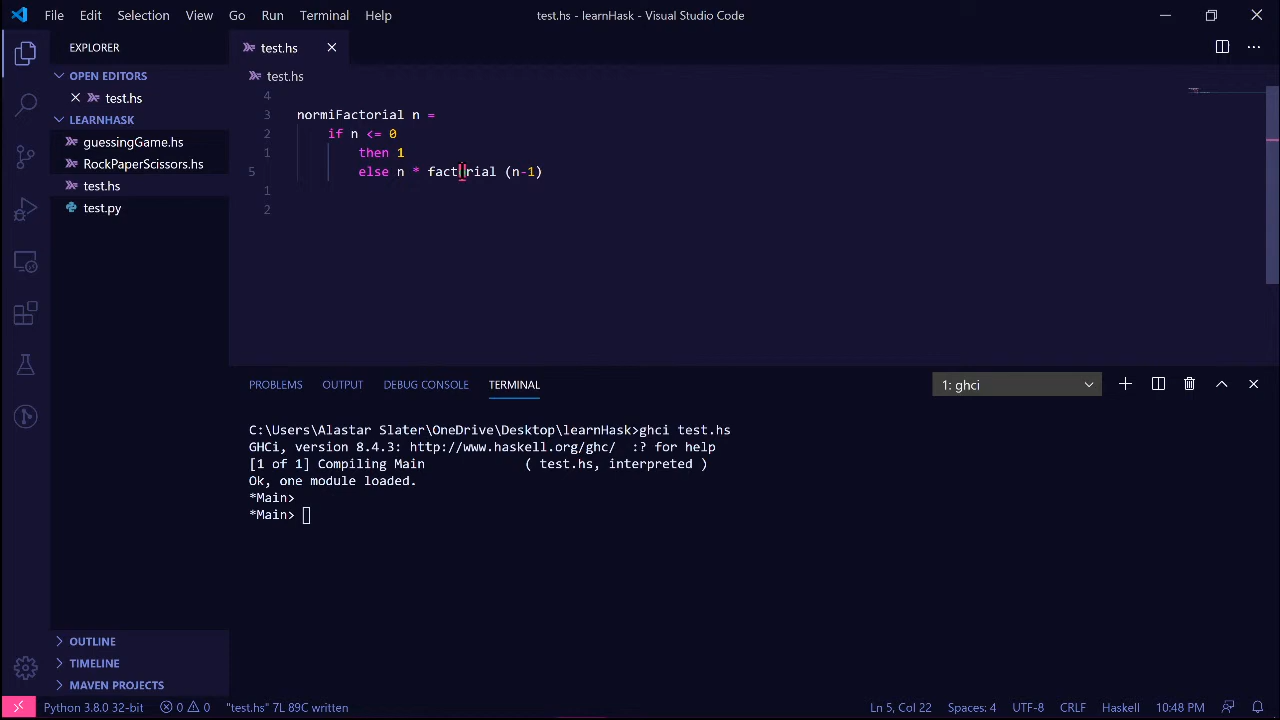 File Edit Selection View Go Run Terminal Help
test.hs - learnHask - Visual Studio Code
EXPLORER
OPEN EDITORS
test.hs
LEARNHASK
guessingGame.hs
RockPaperScissors.hs
test.hs
test.py
OUTLINE
TIMELINE
MAVEN PROJECTS
test.hs
test.hs
4
3 normiFactorial n =
2 if n <= 0
1 then 1
5 else n * factorial (n-1)
1
2
PROBLEMS OUTPUT DEBUG CONSOLE TERMINAL
1: ghci
C:\Users\Alastar Slater\OneDrive\Desktop\learnHask>ghci test.hs
GHCi, version 8.4.3: http://www.haskell.org/ghc/ :? for help
[1 of 1] Compiling Main ( test.hs, interpreted )
Ok, one module loaded.
*Main>
*Main>
Python 3.8.0 32-bit 0 0 "test.hs" 7L 89C written Ln 5, Col 22 Spaces: 4 UTF-8 CRLF Haskell 10:48 PM